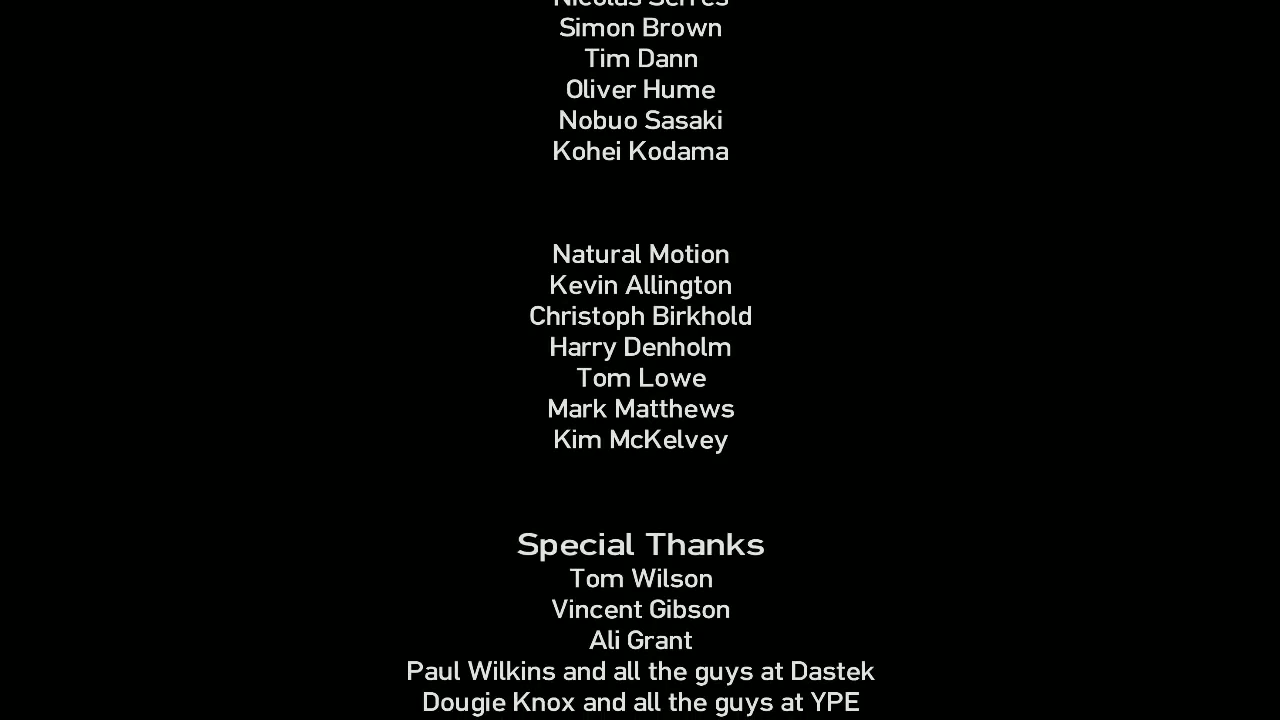 Nicolas Serres
Simon Brown
Tim Dann
Oliver Hume
Nobuo Sasaki
Kohei Kodama
Natural Motion
Kevin Allington
Christoph Birkhold
Harry Denholm
Tom Lowe
Mark Matthews
Kim McKelvey
Special Thanks
Tom Wilson
Vincent Gibson
Ali Grant
Paul Wilkins and all the guys at Dastek
Dougie Knox and all the guys at YPE